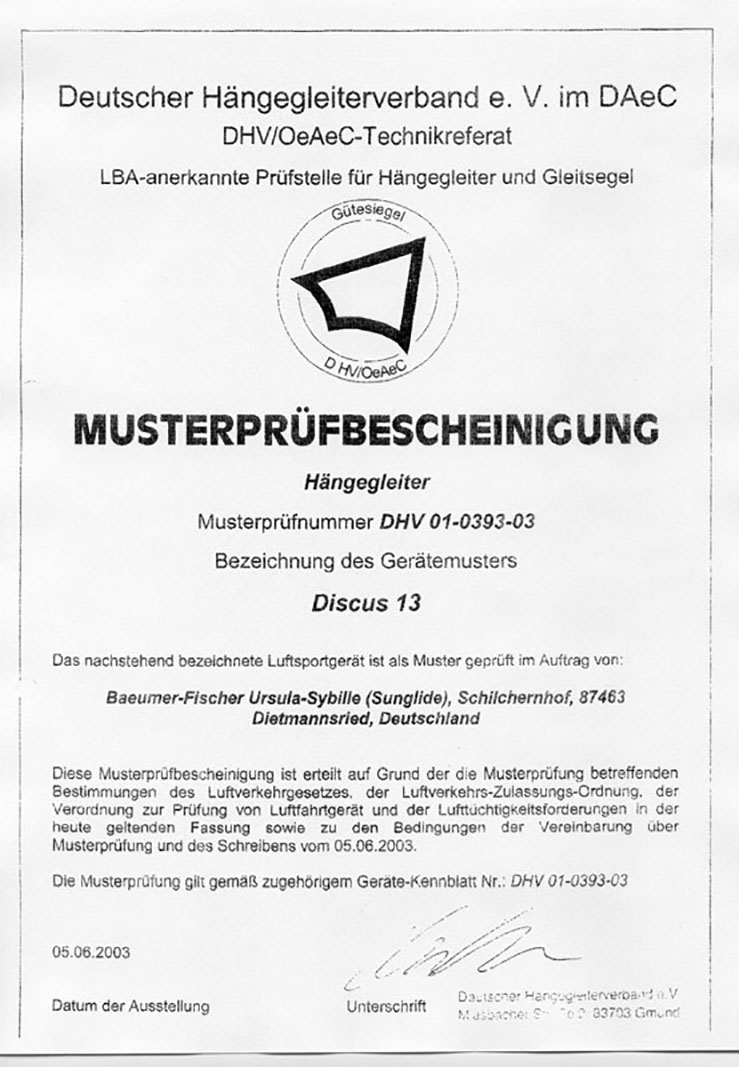 Deutscher Hängegleiterverband e. V. im DAeC
DHV/OeAeC-Technikreferat
LBA-anerkannte Prüfstelle für Hängegleiter und Gleitsegel
Gütesiegel
DHV/OeAeC
MUSTERPRÜFBESCHEINIGUNG
Hängegleiter
Musterprüfnummer DHV 01-0393-03
Bezeichnung des Gerätemusters
Discus 13
Das nachstehend bezeichnete Luftsportgerät ist als Muster geprüft im Auftrag von:
Baeumer-Fischer Ursula-Sybille (Sunglide), Schilchernhof, 87463
Dietmannsried, Deutschland
Diese Musterprüfbescheinigung ist erteilt auf Grund der die Musterprüfung betreffenden
Bestimmungen des Luftverkehrgesetzes, der Luftverkehrs-Zulassungs-Ordnung, der
Verordnung zur Prüfung von Luftfahrtgerät und der Lufttüchtigkeitsforderungen in der
heute geltenden Fassung sowie zu den Bedingungen der Vereinbarung über
Musterprüfung und des Schreibens vom 05.06.2003.
Die Musterprüfung gilt gemäß zugehörigem Geräte-Kennblatt Nr.: DHV 01-0393-03
05.06.2003
Datum der Ausstellung
Unterschrift
Deutscher Hängegleiterverband e.V.
83703 Gmund